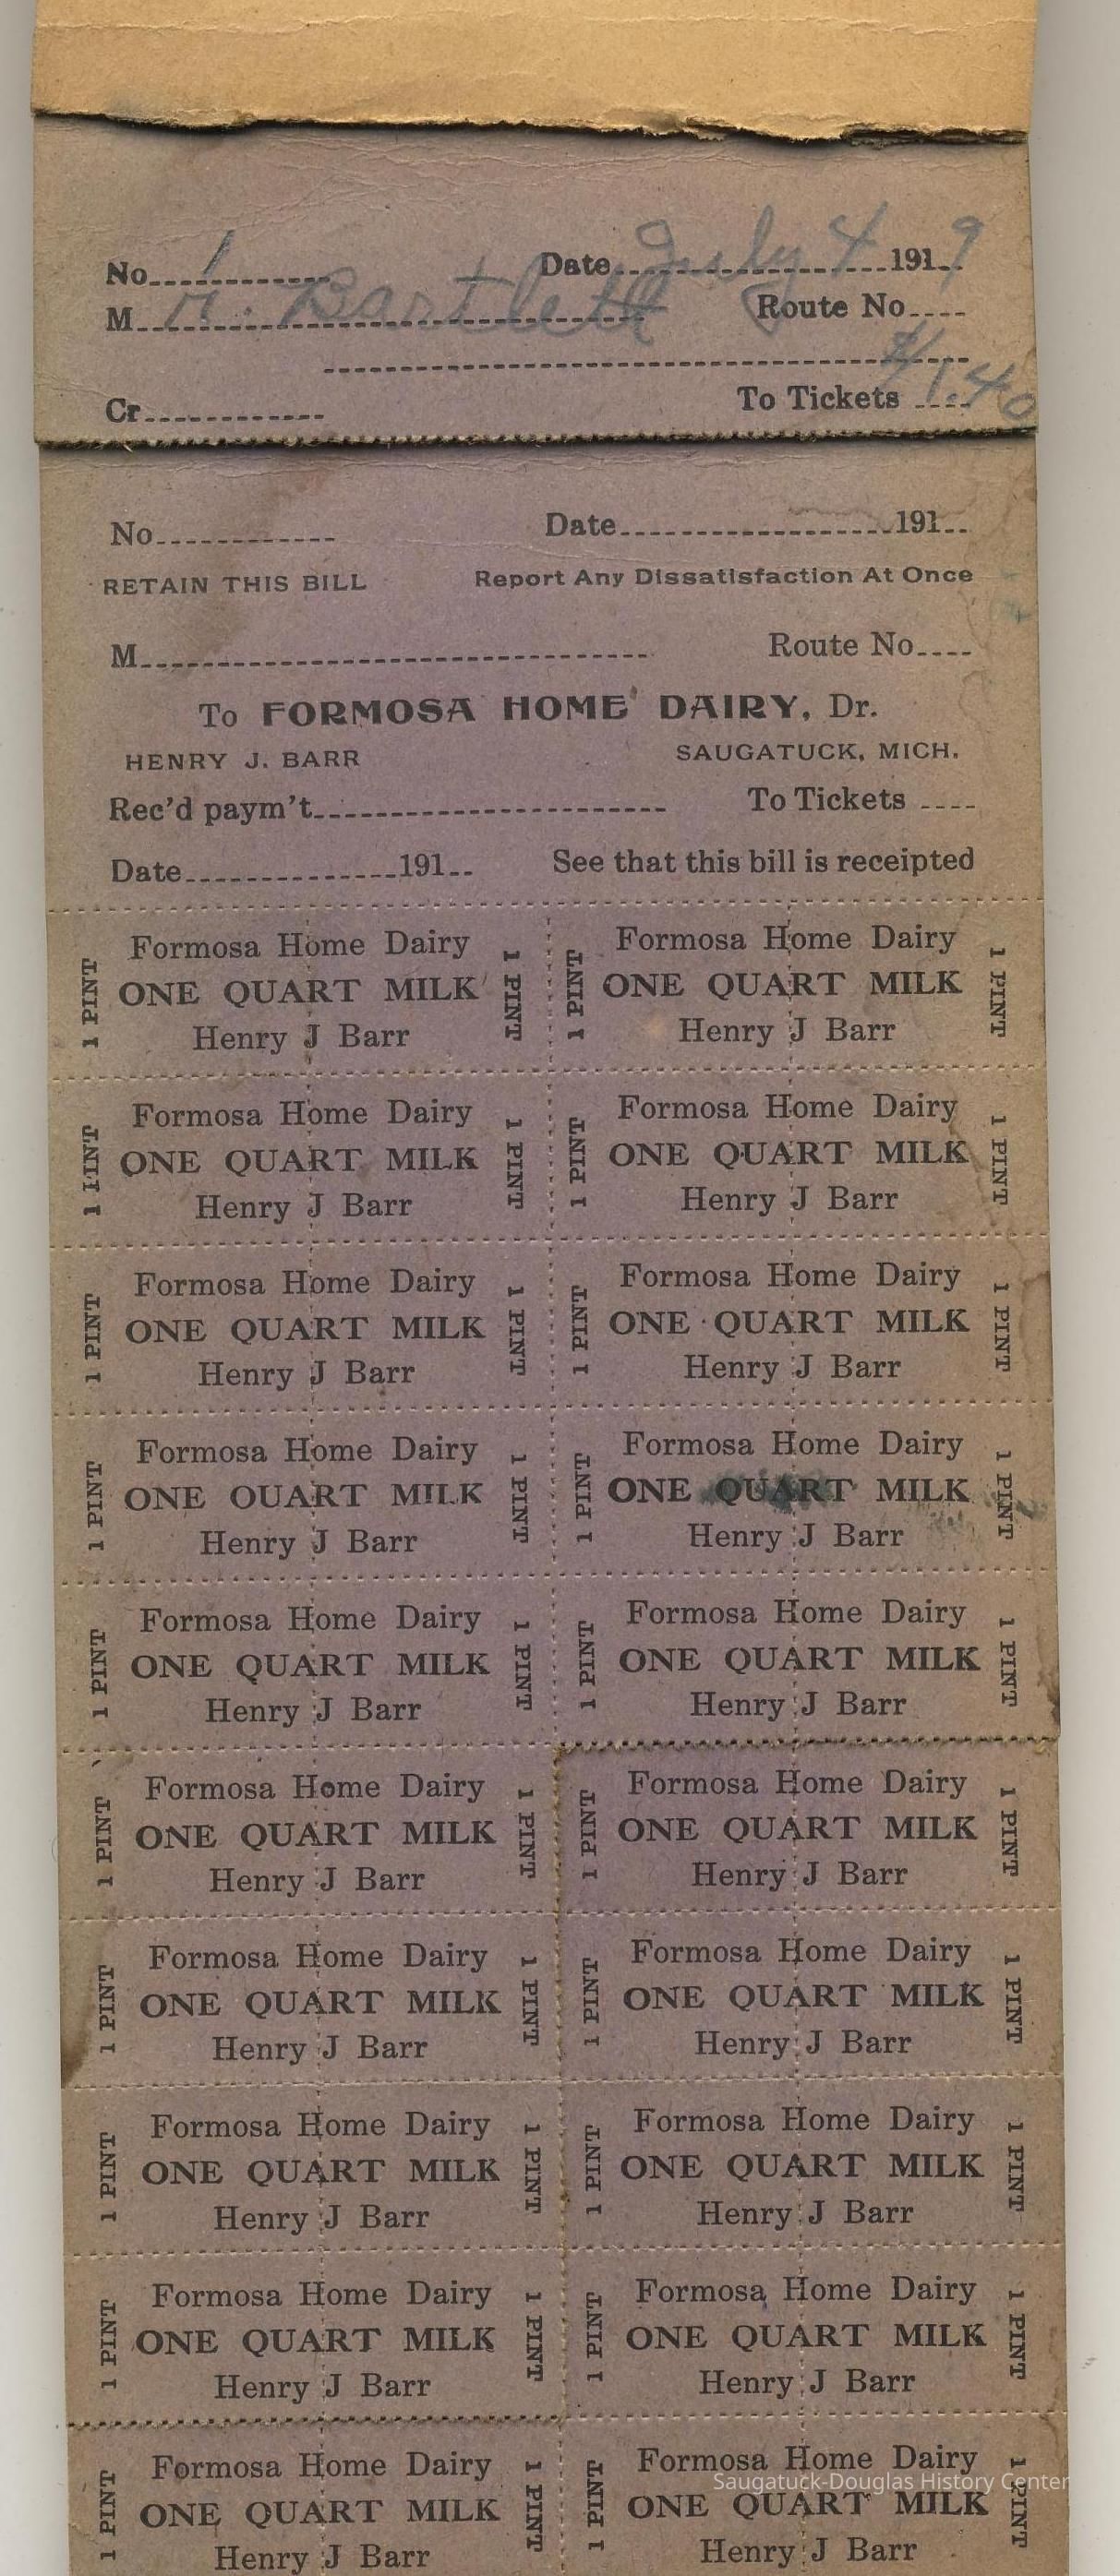 No. 1 Date July 4 1919
M r. Bartlett Route No.
Cr. To Tickets $1.40
No. Date 191
RETAIN THIS BILL Report Any Dissatisfaction At Once
M Route No.
To FORMOSA HOME DAIRY, Dr.
HENRY J. BARR SAUGATUCK, MICH.
Rec'd paym't To Tickets
Date 191 See that this bill is receipted
Formosa Home Dairy Formosa Home Dairy
1 PINT ONE QUART MILK 1 PINT 1 PINT ONE QUART MILK 1 PINT
Henry J Barr Henry J Barr
Formosa Home Dairy Formosa Home Dairy
1 PINT ONE QUART MILK 1 PINT 1 PINT ONE QUART MILK 1 PINT
Henry J Barr Henry J Barr
Formosa Home Dairy Formosa Home Dairy
1 PINT ONE QUART MILK 1 PINT 1 PINT ONE QUART MILK 1 PINT
Henry J Barr Henry J Barr
Formosa Home Dairy Formosa Home Dairy
1 PINT ONE OUART MILK 1 PINT 1 PINT ONE QUART MILK 1 PINT
Henry J Barr Henry J Barr
Formosa Home Dairy Formosa Home Dairy
1 PINT ONE QUART MILK 1 PINT 1 PINT ONE QUART MILK 1 PINT
Henry J Barr Henry J Barr
Formosa Home Dairy Formosa Home Dairy
1 PINT ONE QUART MILK 1 PINT 1 PINT ONE QUART MILK 1 PINT
Henry J Barr Henry J Barr
Formosa Home Dairy Formosa Home Dairy
1 PINT ONE QUART MILK 1 PINT 1 PINT ONE QUART MILK 1 PINT
Henry J Barr Henry J Barr
Formosa Home Dairy Formosa Home Dairy
1 PINT ONE QUART MILK 1 PINT 1 PINT ONE QUART MILK 1 PINT
Henry J Barr Henry J Barr
Formosa Home Dairy Formosa Home Dairy
1 PINT ONE QUART MILK 1 PINT 1 PINT ONE QUART MILK 1 PINT
Henry J Barr Henry J Barr
Formosa Home Dairy Formosa Home Dairy
Saugatuck-Douglas History Center
1 PINT ONE QUART MILK 1 PINT 1 PINT ONE QUART MILK 1 PINT
Henry J Barr Henry J Barr